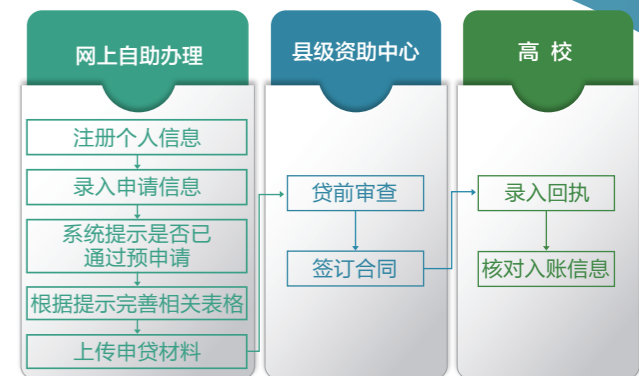 网上自助办理
注册个人信息
录入申请信息
系统提示是否已
通过预申请
根据提示完善相关表格
上传申贷材料
县级资助中心
贷前审查
签订合同
高 校
录入回执
核对入账信息